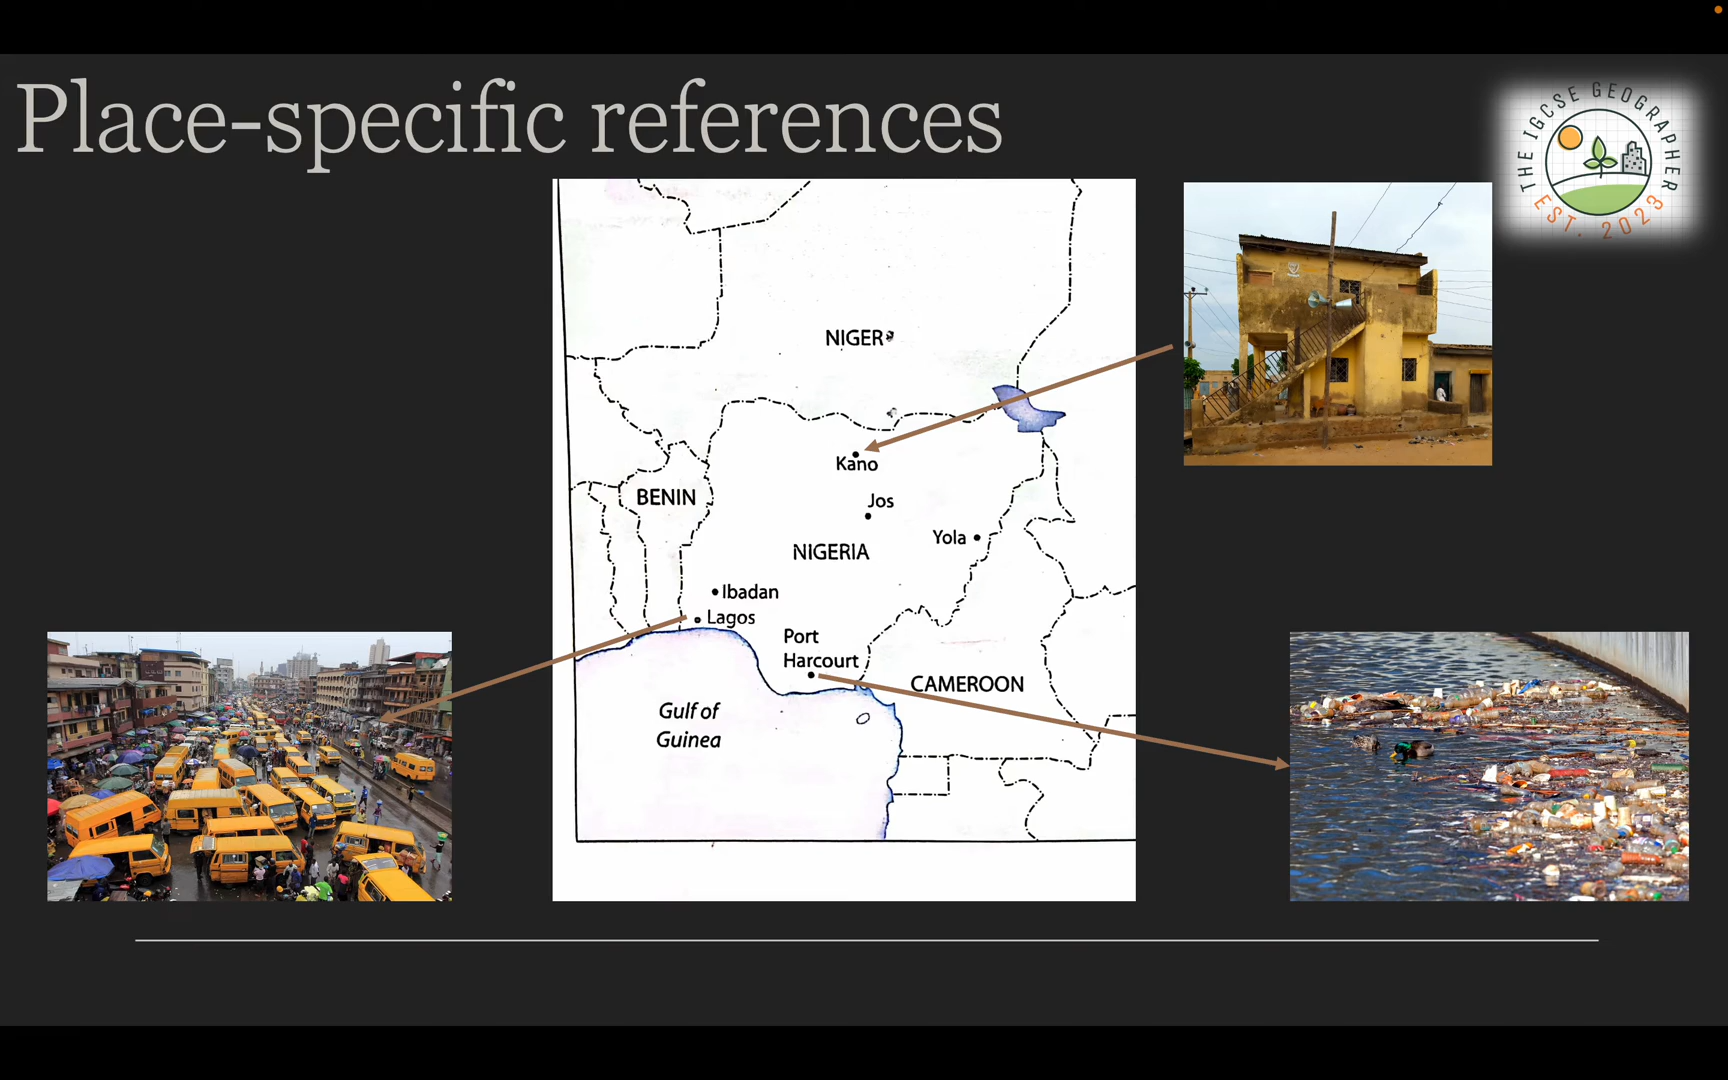 Place-specific references
THE IGCSE GEOGRAPHER
EST. 2023
NIGER
Kano
Jos
BENIN
Yola
NIGERIA
Ibadan
Lagos
Port
Harcourt
CAMEROON
Gulf of
Guinea